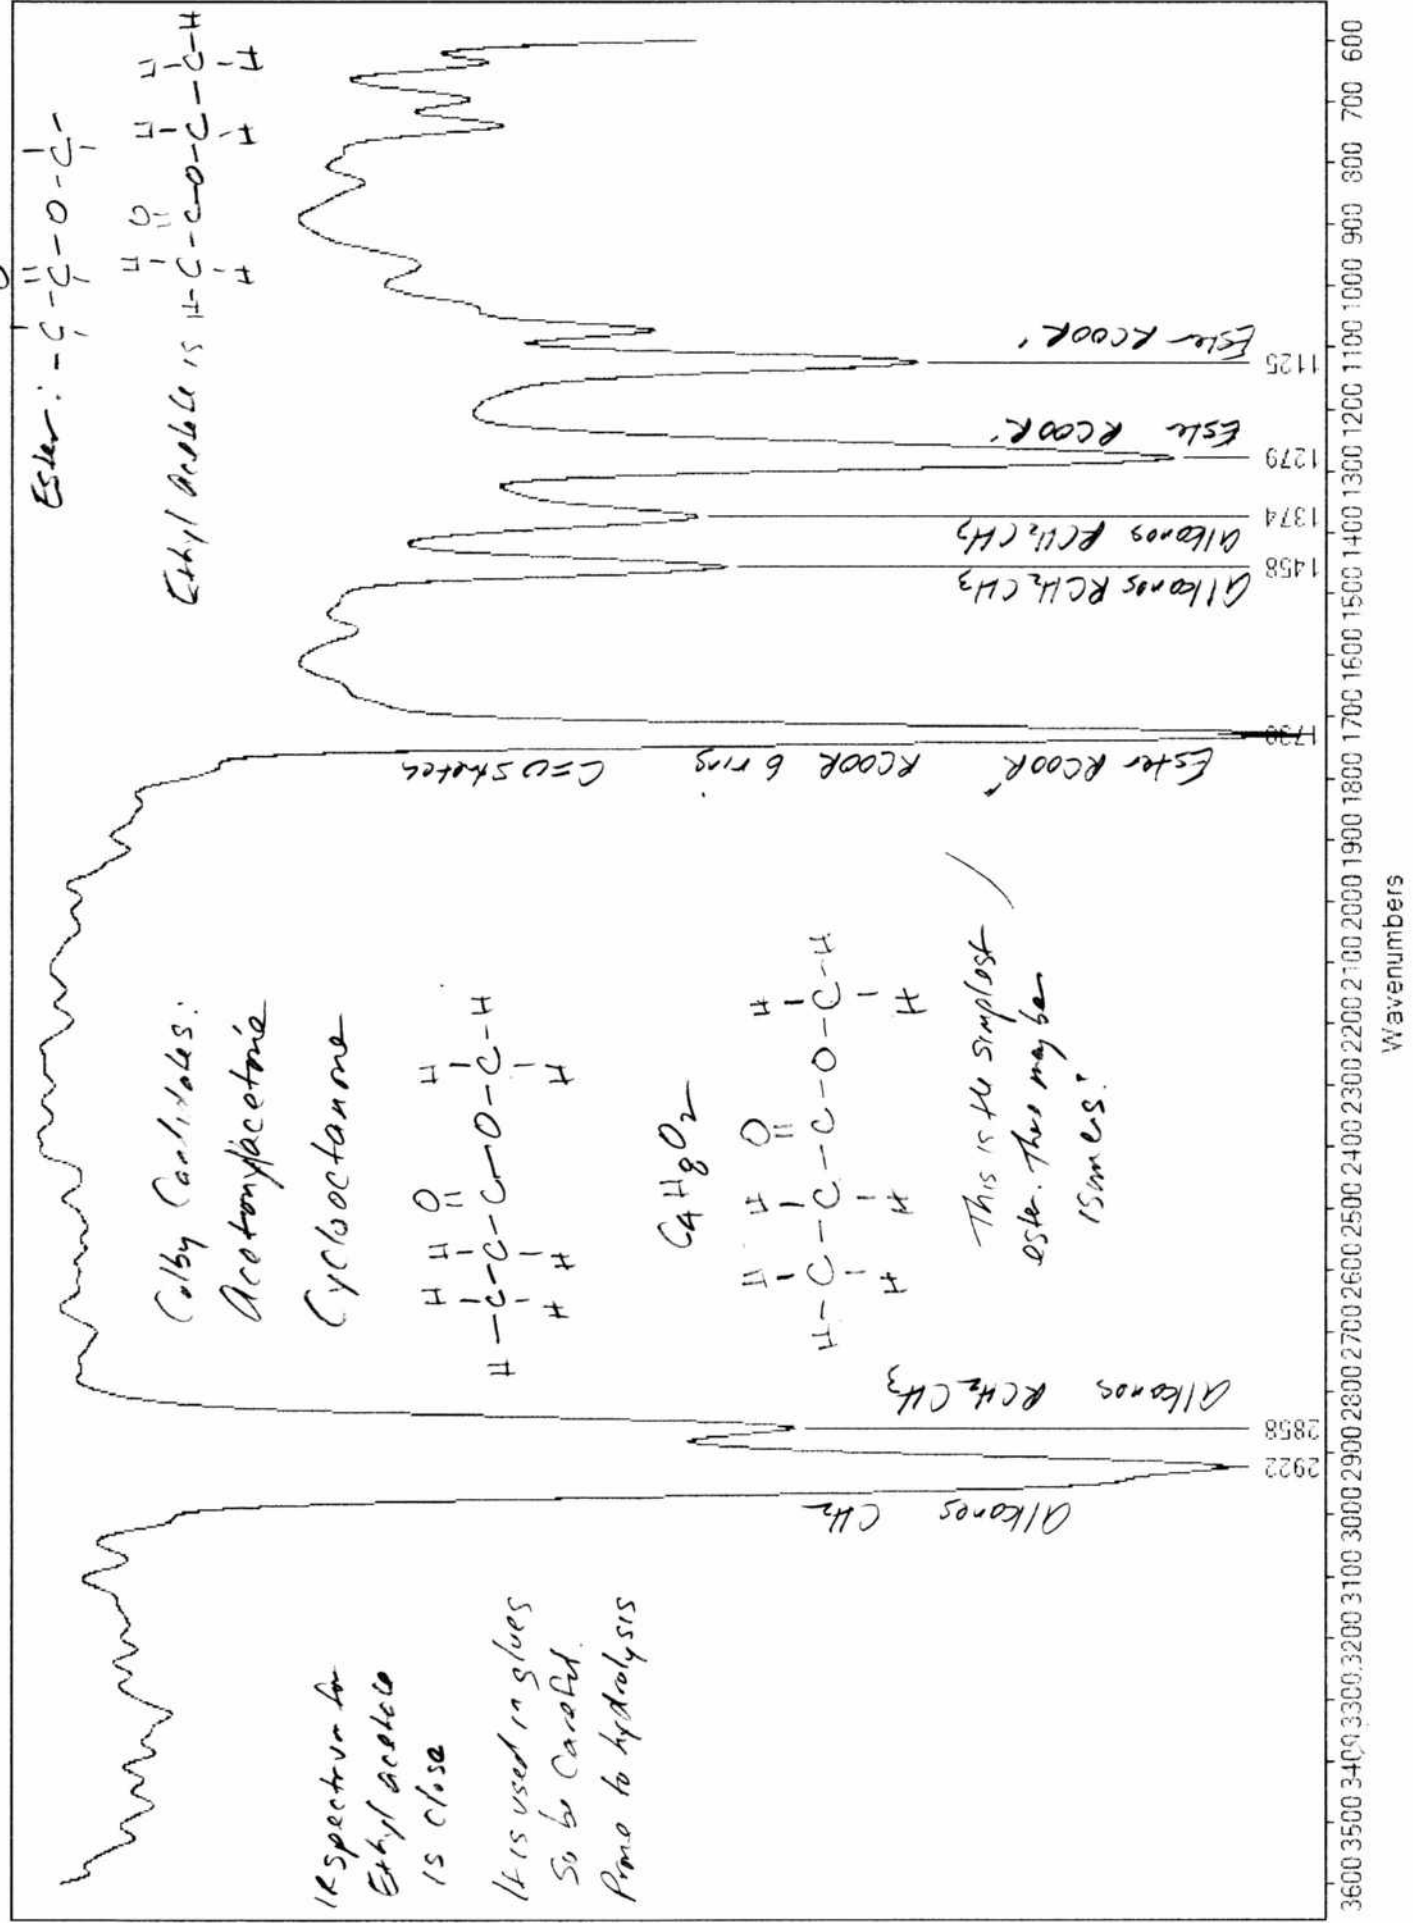 Ester: -C-C-O-C-
Ethyl acetate is H-C-C-O-C-C-H
IR spectrum for
Ethyl acetate
is close
It is used in glues
So be careful.
Prone to hydrolysis
Colby Candidates:
Acetonylacetone
Cyclooctanone
H-C-C-C-O-C-H
C4H8O2
H-C-C-C-O-C-H
This is the simplest
ester. There may be
isomers!
Alkanes CH2
2922
Alkanes RCH2CH3
2858
Ester RCOOR' RCOOR 6 ring C=O stretch
Alkanes RCH2CH3
1458
Alkanes RCH2CH3
1374
Ester RCOOR'
1279
Ester RCOOR'
1125
3600 3500 3400 3300 3200 3100 3000 2900 2800 2700 2600 2500 2400 2300 2200 2100 2000 1900 1800 1700 1600 1500 1400 1300 1200 1100 1000 900 800 700 600
Wavenumbers